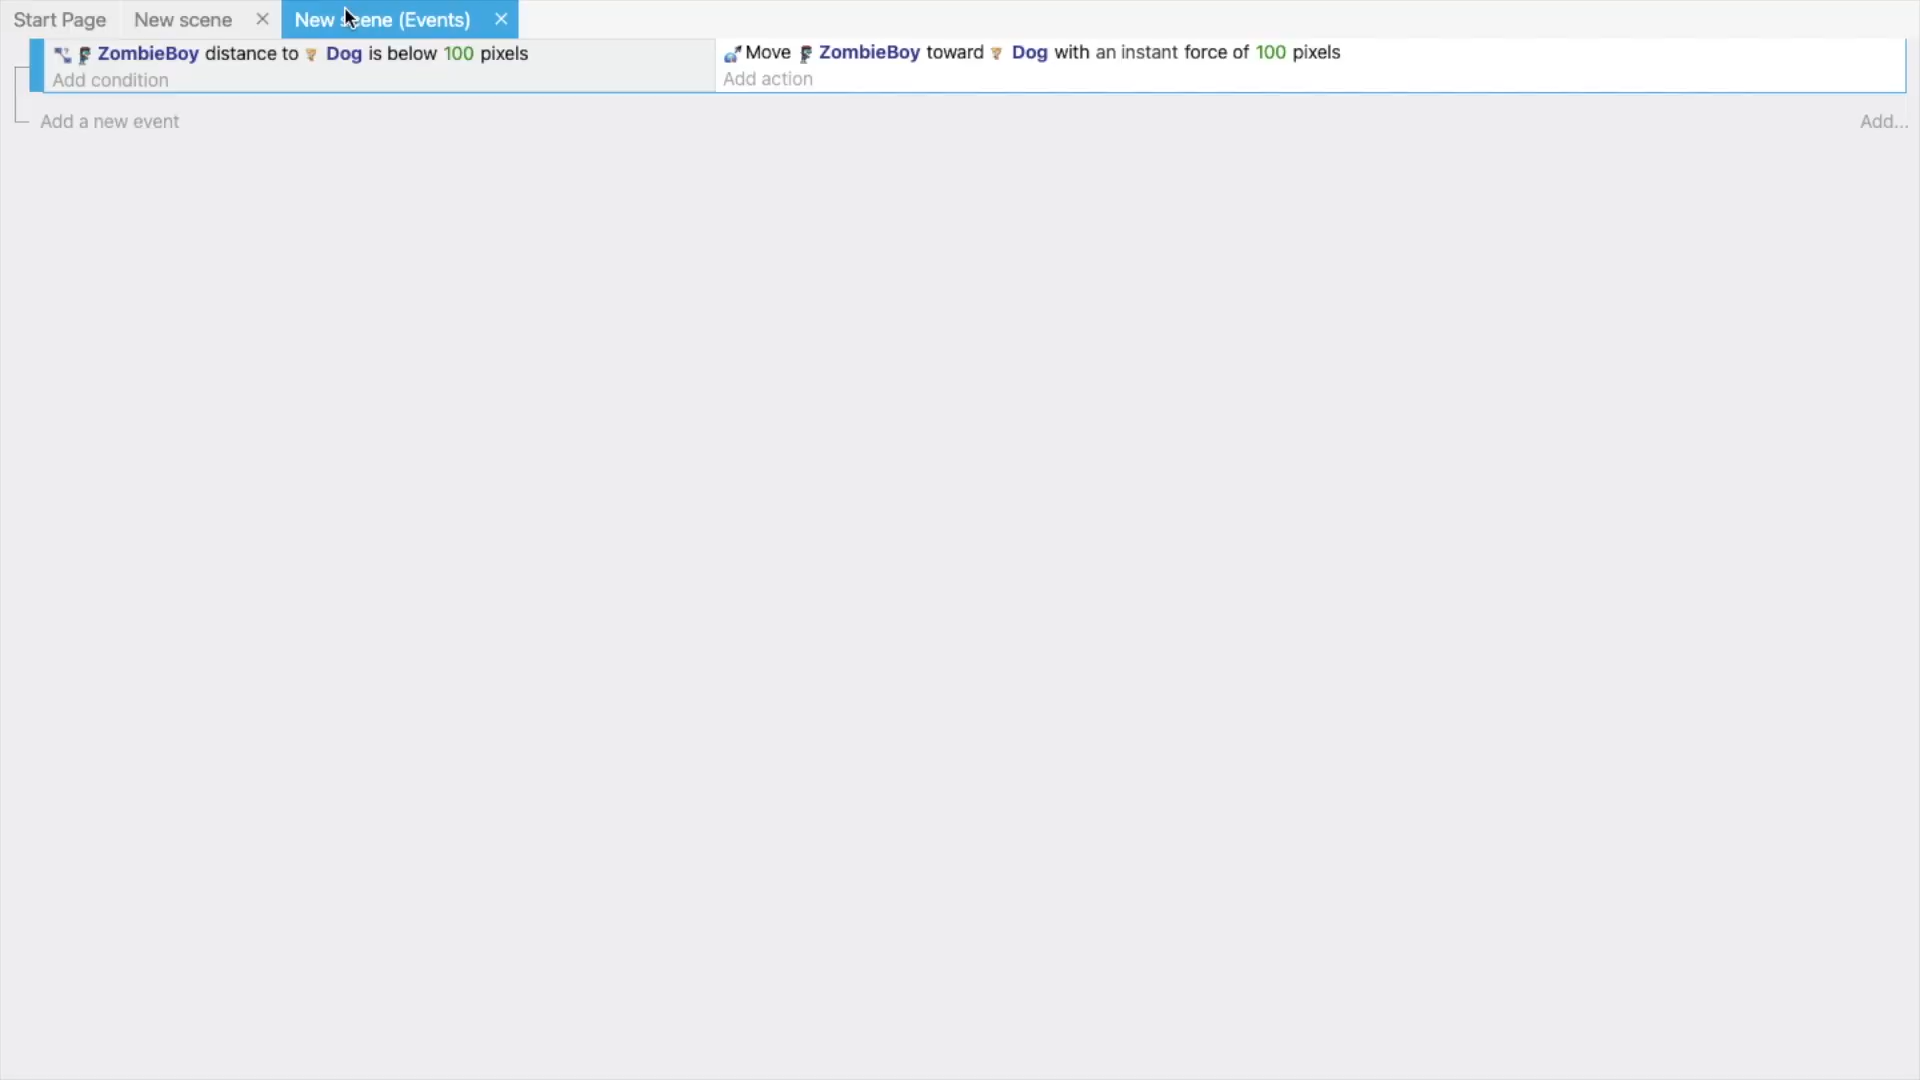 Start Page New scene New scene (Events)
ZombieBoy distance to Dog is below 100 pixels
Move ZombieBoy toward Dog with an instant force of 100 pixels
Add condition
Add action
Add a new event
Add...